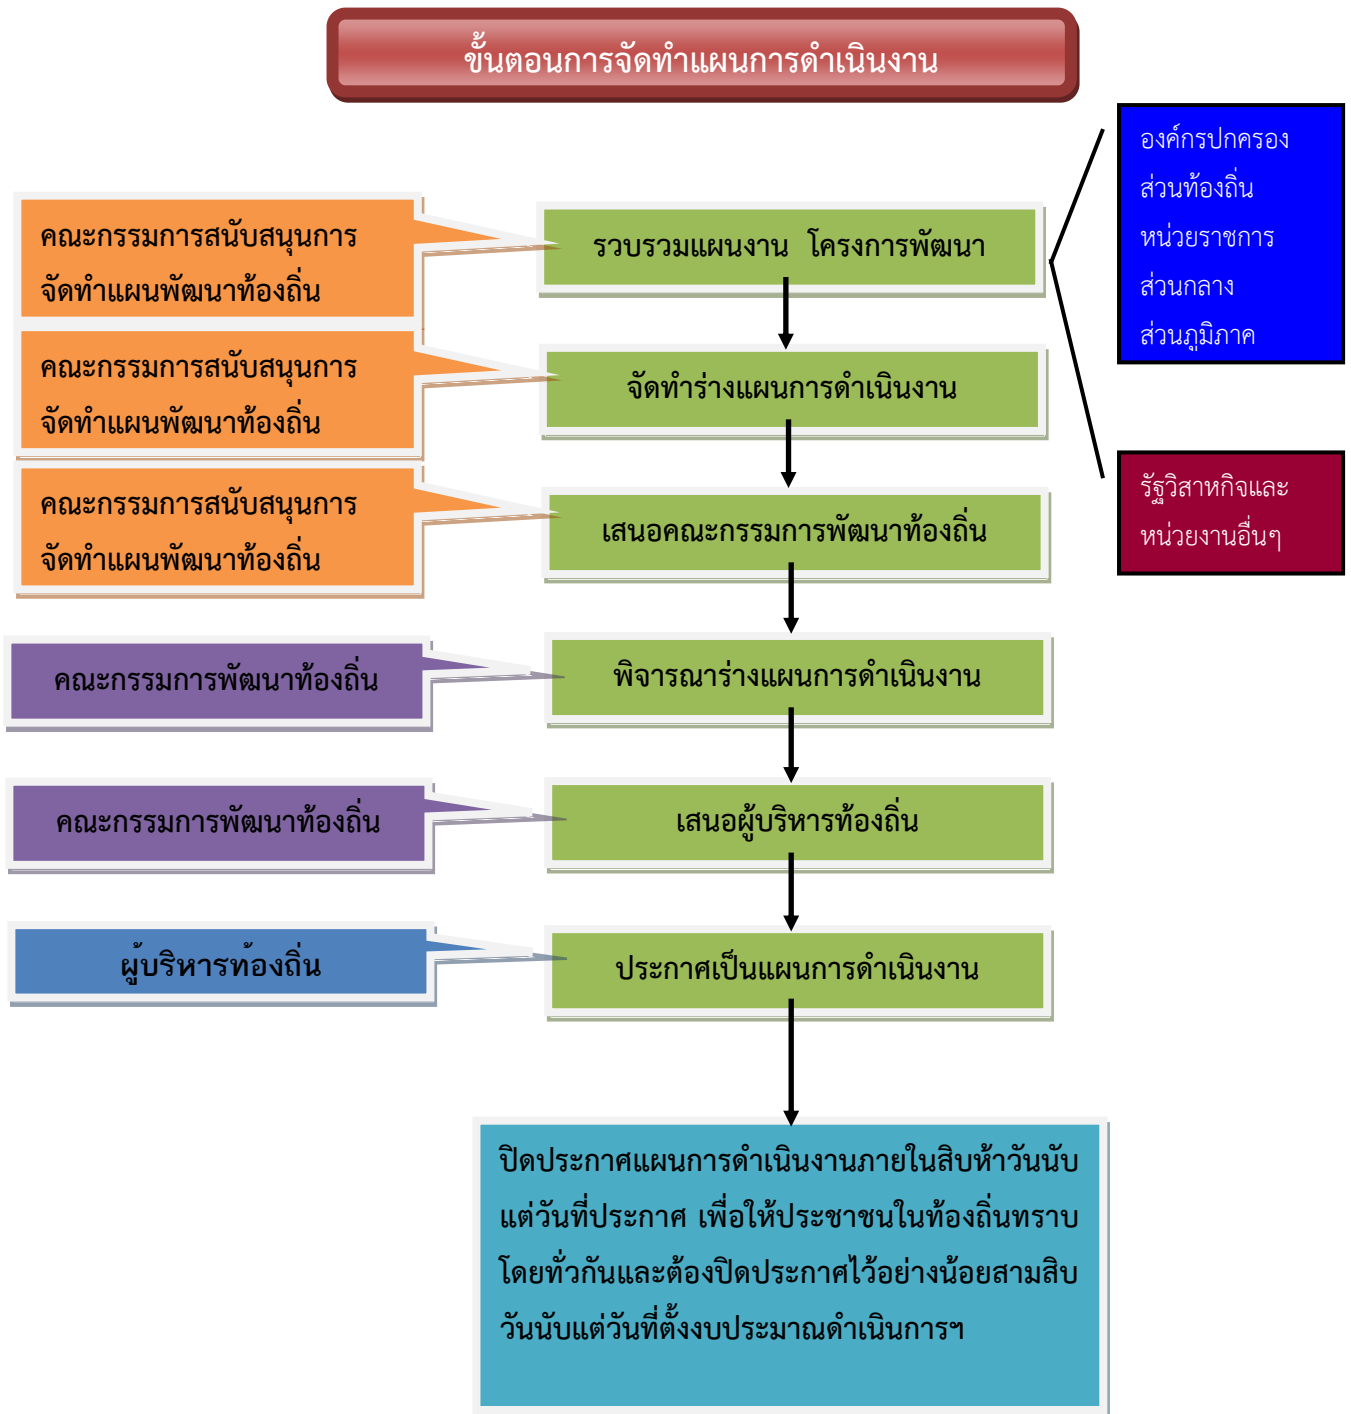 ขั้นตอนการจัดทำแผนการดำเนินงาน
องค์กรปกครอง
ส่วนท้องถิ่น
หน่วยราชการ
ส่วนกลาง
ส่วนภูมิภาค
คณะกรรมการสนับสนุนการ
จัดทำแผนพัฒนาท้องถิ่น
รวบรวมแผนงาน โครงการพัฒนา
คณะกรรมการสนับสนุนการ
จัดทำแผนพัฒนาท้องถิ่น
จัดทำร่างแผนการดำเนินงาน
คณะกรรมการสนับสนุนการ
จัดทำแผนพัฒนาท้องถิ่น
เสนอคณะกรรมการพัฒนาท้องถิ่น
รัฐวิสาหกิจและ
หน่วยงานอื่นๆ
คณะกรรมการพัฒนาท้องถิ่น
พิจารณาร่างแผนการดำเนินงาน
คณะกรรมการพัฒนาท้องถิ่น
เสนอผู้บริหารท้องถิ่น
ผู้บริหารท้องถิ่น
ประกาศเป็นแผนการดำเนินงาน
ปิดประกาศแผนการดำเนินงานภายในสิบห้าวันนับ
แต่วันที่ประกาศ เพื่อให้ประชาชนในท้องถิ่นทราบ
โดยทั่วกันและต้องปิดประกาศไว้อย่างน้อยสามสิบ
วันนับแต่วันที่ตั้งงบประมาณดำเนินการฯ